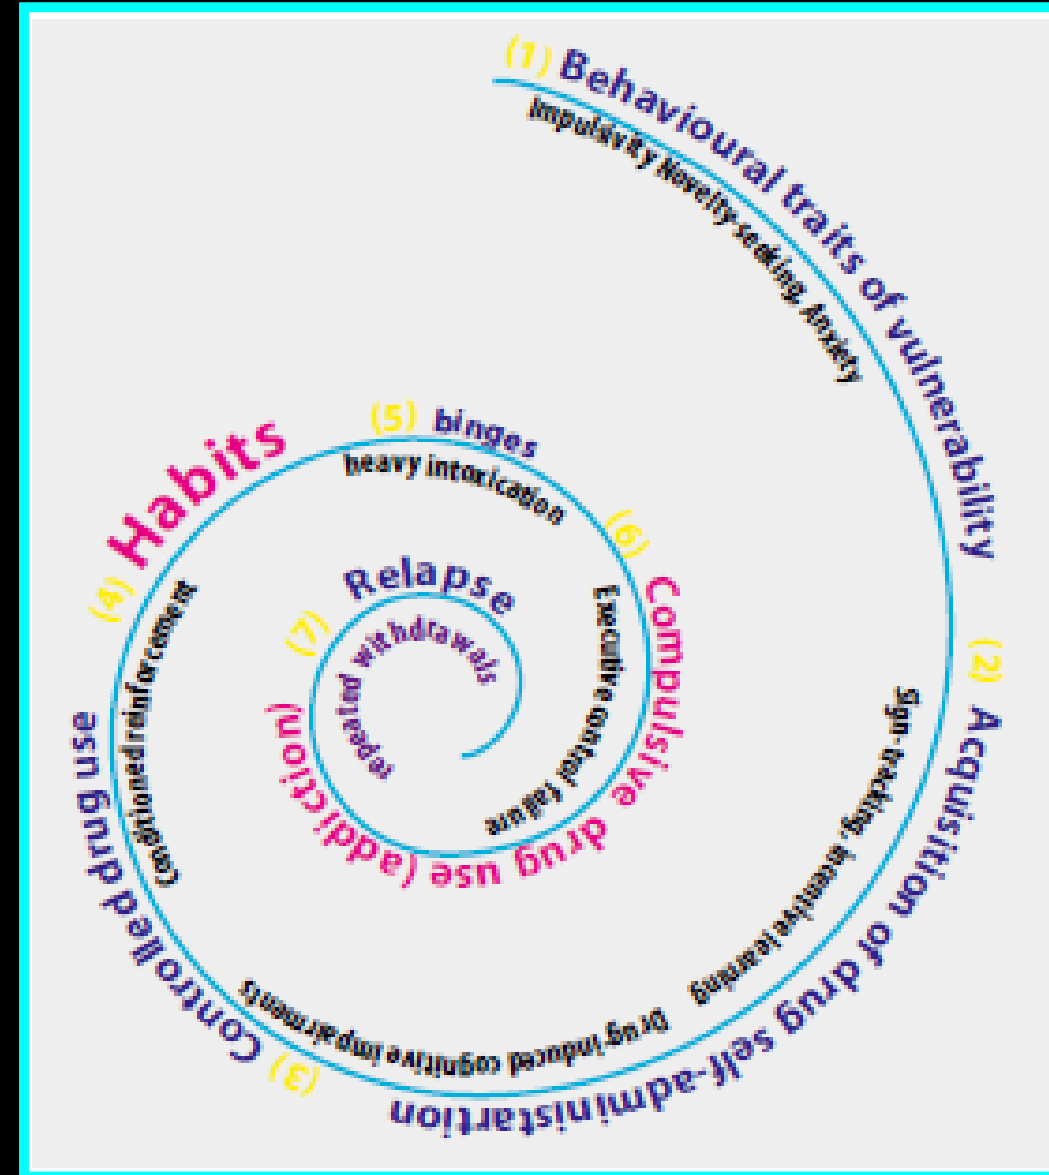 (1) Behavioural traits of vulnerability
Impulsivity Novelty-seeking, Anxiety
(2) Acquisition of drug self-administartion
Sign-tracking, incentive learning
Drug induced cognitive impairments
(3) Controlled drug use
Conditioned reinforcement
(4) Habits
(5) binges
heavy intoxication
(6) Compulsive drug use (addiction)
Executive control failure
(7) Relapse
repeated withdrawals